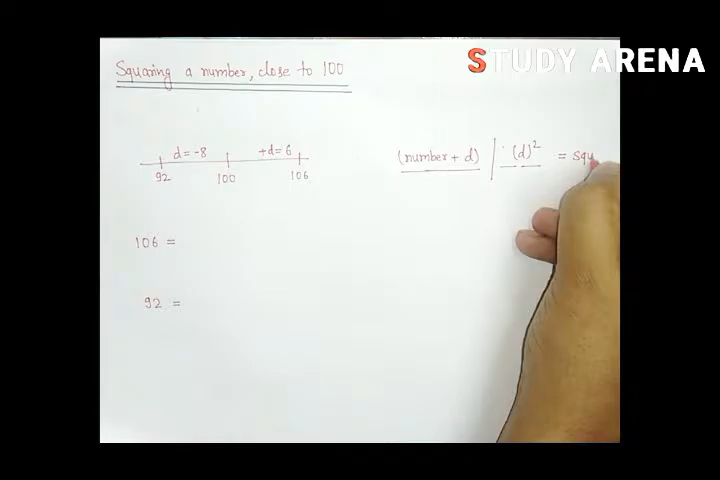 STUDY ARENA
Squaring a number, close to 100
d=-8 +d=6
92 100 106
(number + d) | (d)² = squ
106 =
92 =